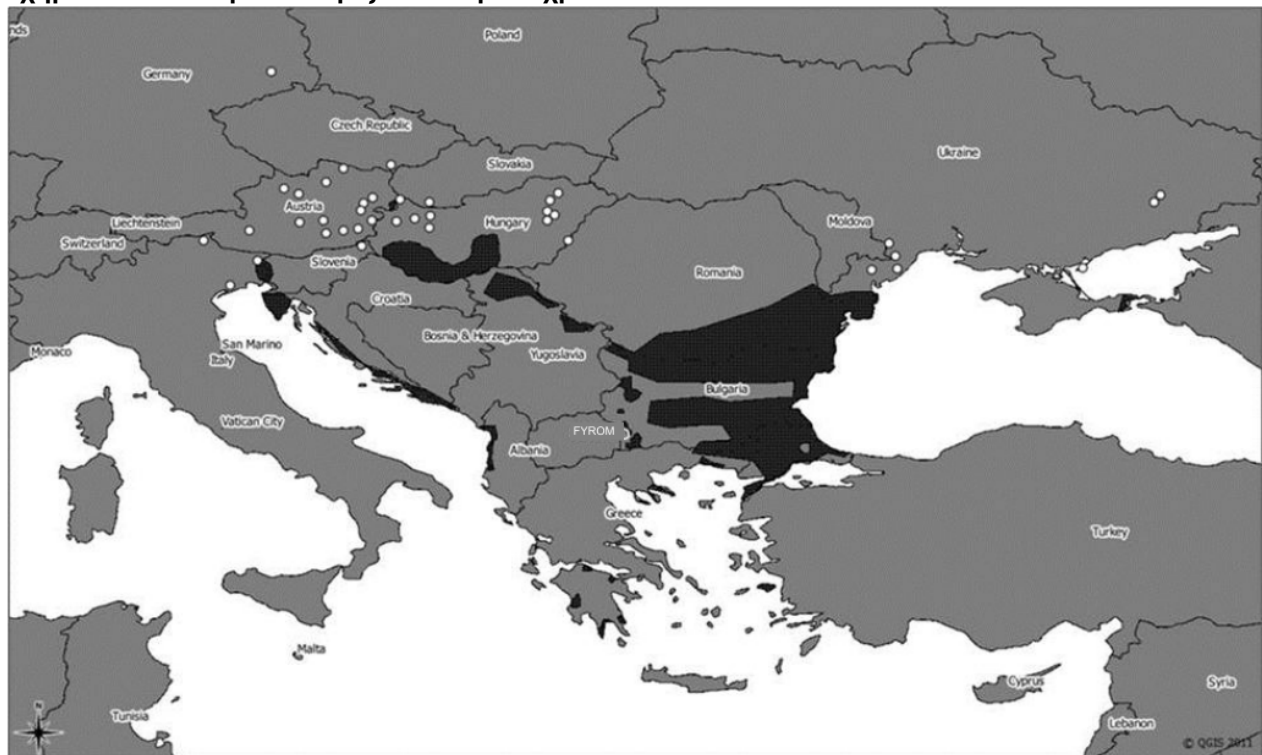 nds
Poland
Germany
Czech Republic
Slovakia
Ukraine
Austria
Liechtenstein
Hungary
Moldova
Switzerland
Slovenia
Romania
Croatia
Bosnia & Herzegovina
San Marino
Monaco
Italy
Yugoslavia
Bulgaria
Vatican City
FYROM
Albania
Greece
Turkey
Malta
Cyprus
Syria
Tunisia
Lebanon
N
© QGIS 2011